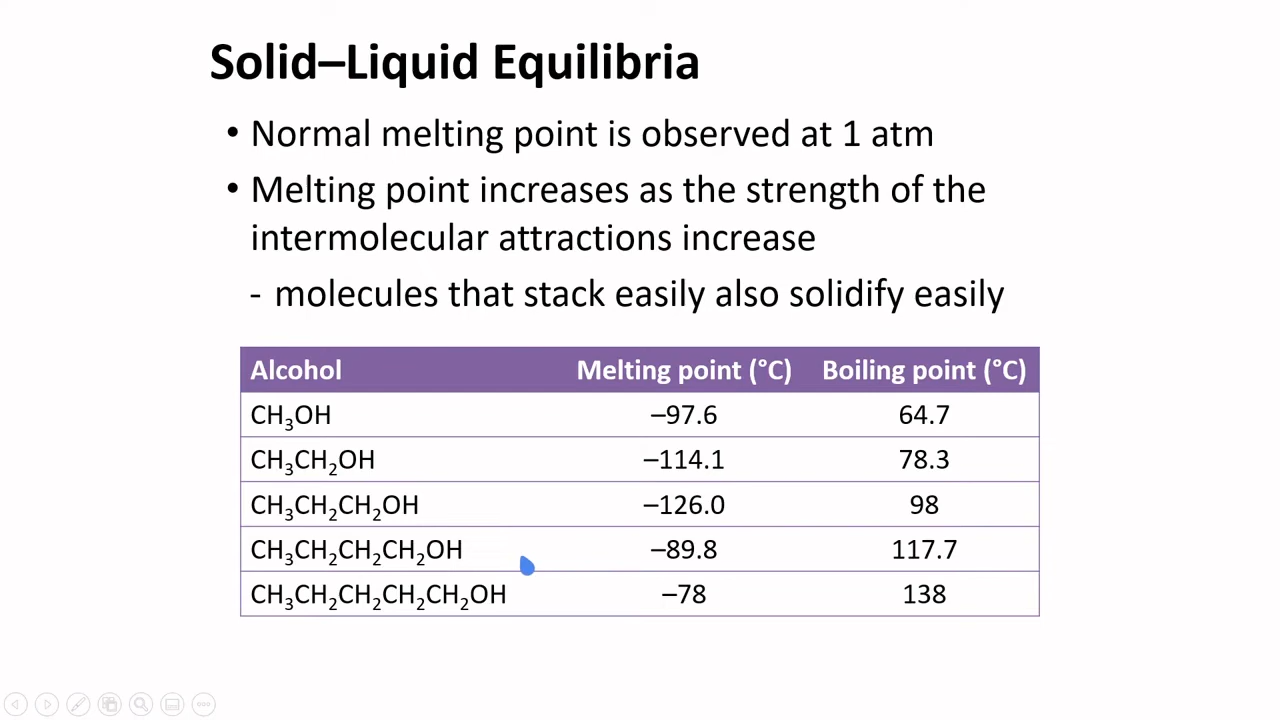 Solid–Liquid Equilibria
• Normal melting point is observed at 1 atm
• Melting point increases as the strength of the
intermolecular attractions increase
- molecules that stack easily also solidify easily
Alcohol Melting point (°C) Boiling point (°C)
CH₃OH –97.6 64.7
CH₃CH₂OH –114.1 78.3
CH₃CH₂CH₂OH –126.0 98
CH₃CH₂CH₂CH₂OH –89.8 117.7
CH₃CH₂CH₂CH₂CH₂OH –78 138